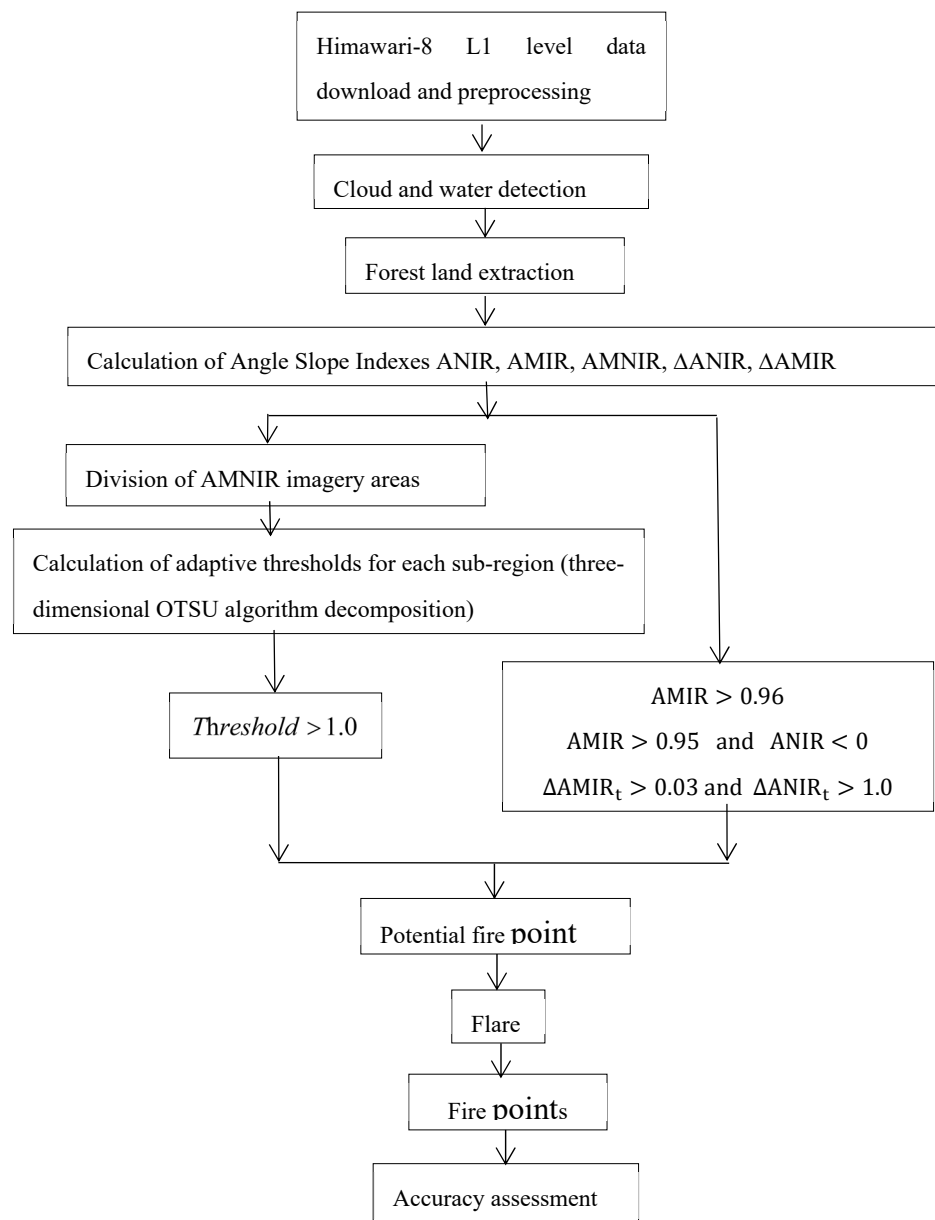 Himawari-8 L1 level data
download and preprocessing
Cloud and water detection
Forest land extraction
Calculation of Angle Slope Indexes ANIR, AMIR, AMNIR, ΔANIR, ΔAMIR
Division of AMNIR imagery areas
Calculation of adaptive thresholds for each sub-region (three-
dimensional OTSU algorithm decomposition)
Threshold > 1.0
AMIR > 0.96
AMIR > 0.95 and ANIR < 0
ΔAMIRₜ > 0.03 and ΔANIRₜ > 1.0
Potential fire point
Flare
Fire points
Accuracy assessment